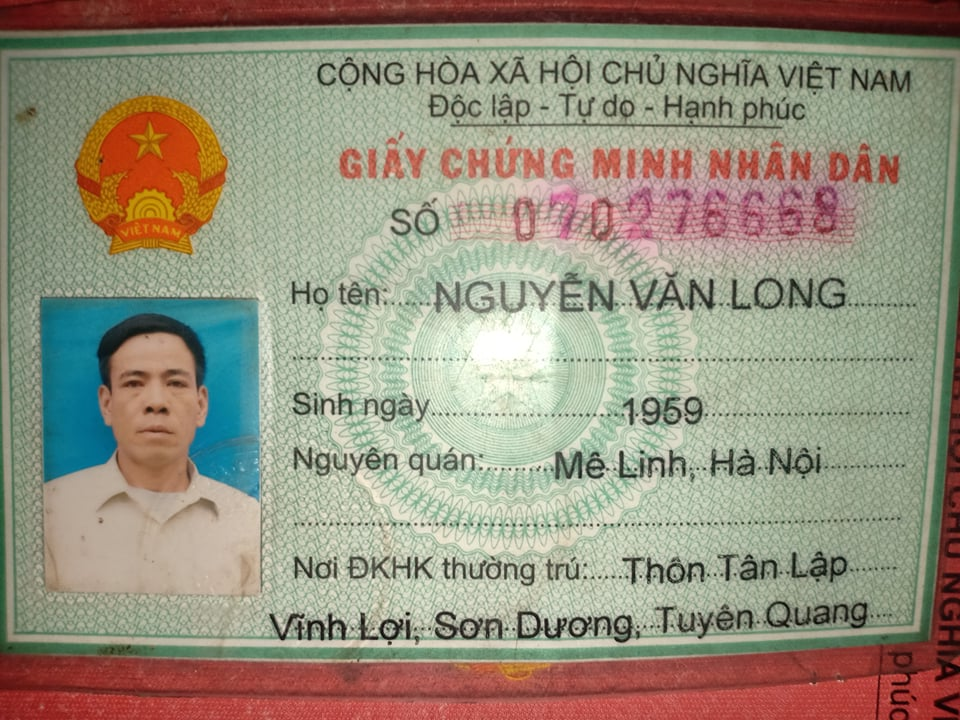 CỘNG HÒA XÃ HỘI CHỦ NGHĨA VIỆT NAM
Độc lập - Tự do - Hạnh phúc
GIẤY CHỨNG MINH NHÂN DÂN
SỐ 070276668
VIỆT NAM
Họ tên: NGUYỄN VĂN LONG
Sinh ngày 1959
Nguyên quán: Mê Linh, Hà Nội
Nơi ĐKHK thường trú: Thôn Tân Lập
Vĩnh Lợi, Sơn Dương, Tuyên Quang